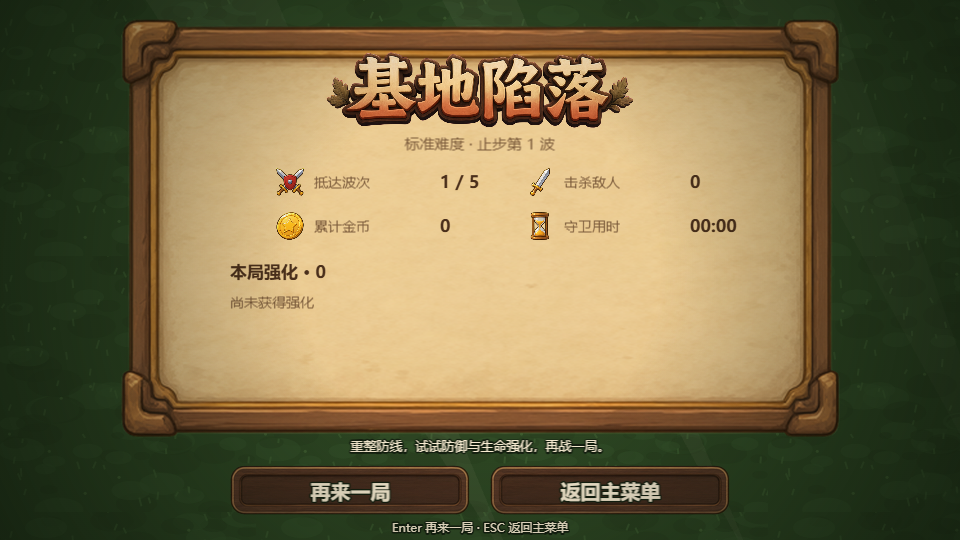 基地陷落
标准难度 · 止步第 1 波
抵达波次 1 / 5 击杀敌人 0
累计金币 0 守卫用时 00:00
本局强化 • 0
尚未获得强化
重整防线，试试防御与生命强化，再战一局。
再来一局 返回主菜单
Enter 再来一局 · ESC 返回主菜单